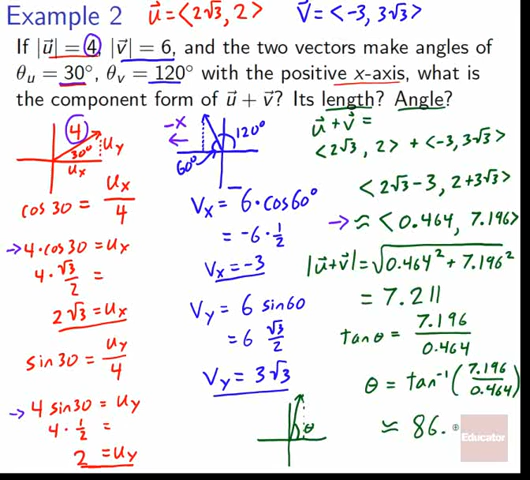 Example 2
u⃗ = <2√3, 2>
v⃗ = <-3, 3√3>
If |u⃗| = 4, |v⃗| = 6, and the two vectors make angles of
θᵤ = 30°, θᵥ = 120° with the positive x-axis, what is
the component form of u⃗ + v⃗? Its length? Angle?
4
30°
uy
ux
cos 30 = ux/4
→ 4·cos 30 = ux
4·√3/2 =
2√3 = ux
sin 30 = uy/4
→ 4 sin 30 = uy
4·1/2 =
2 = uy
-x
120°
60°
Vx = -6·cos 60°
= -6·1/2
Vx = -3
Vy = 6 sin 60
= 6 √3/2
Vy = 3√3
θ
u⃗+v⃗ =
<2√3, 2> + <-3, 3√3>
<2√3-3, 2+3√3>
→ ≈ <0.464, 7.196>
|u⃗+v⃗| = √0.464² + 7.196²
= 7.211
tan θ = 7.196/0.464
θ = tan⁻¹(7.196/0.464)
≈ 86.
Educator